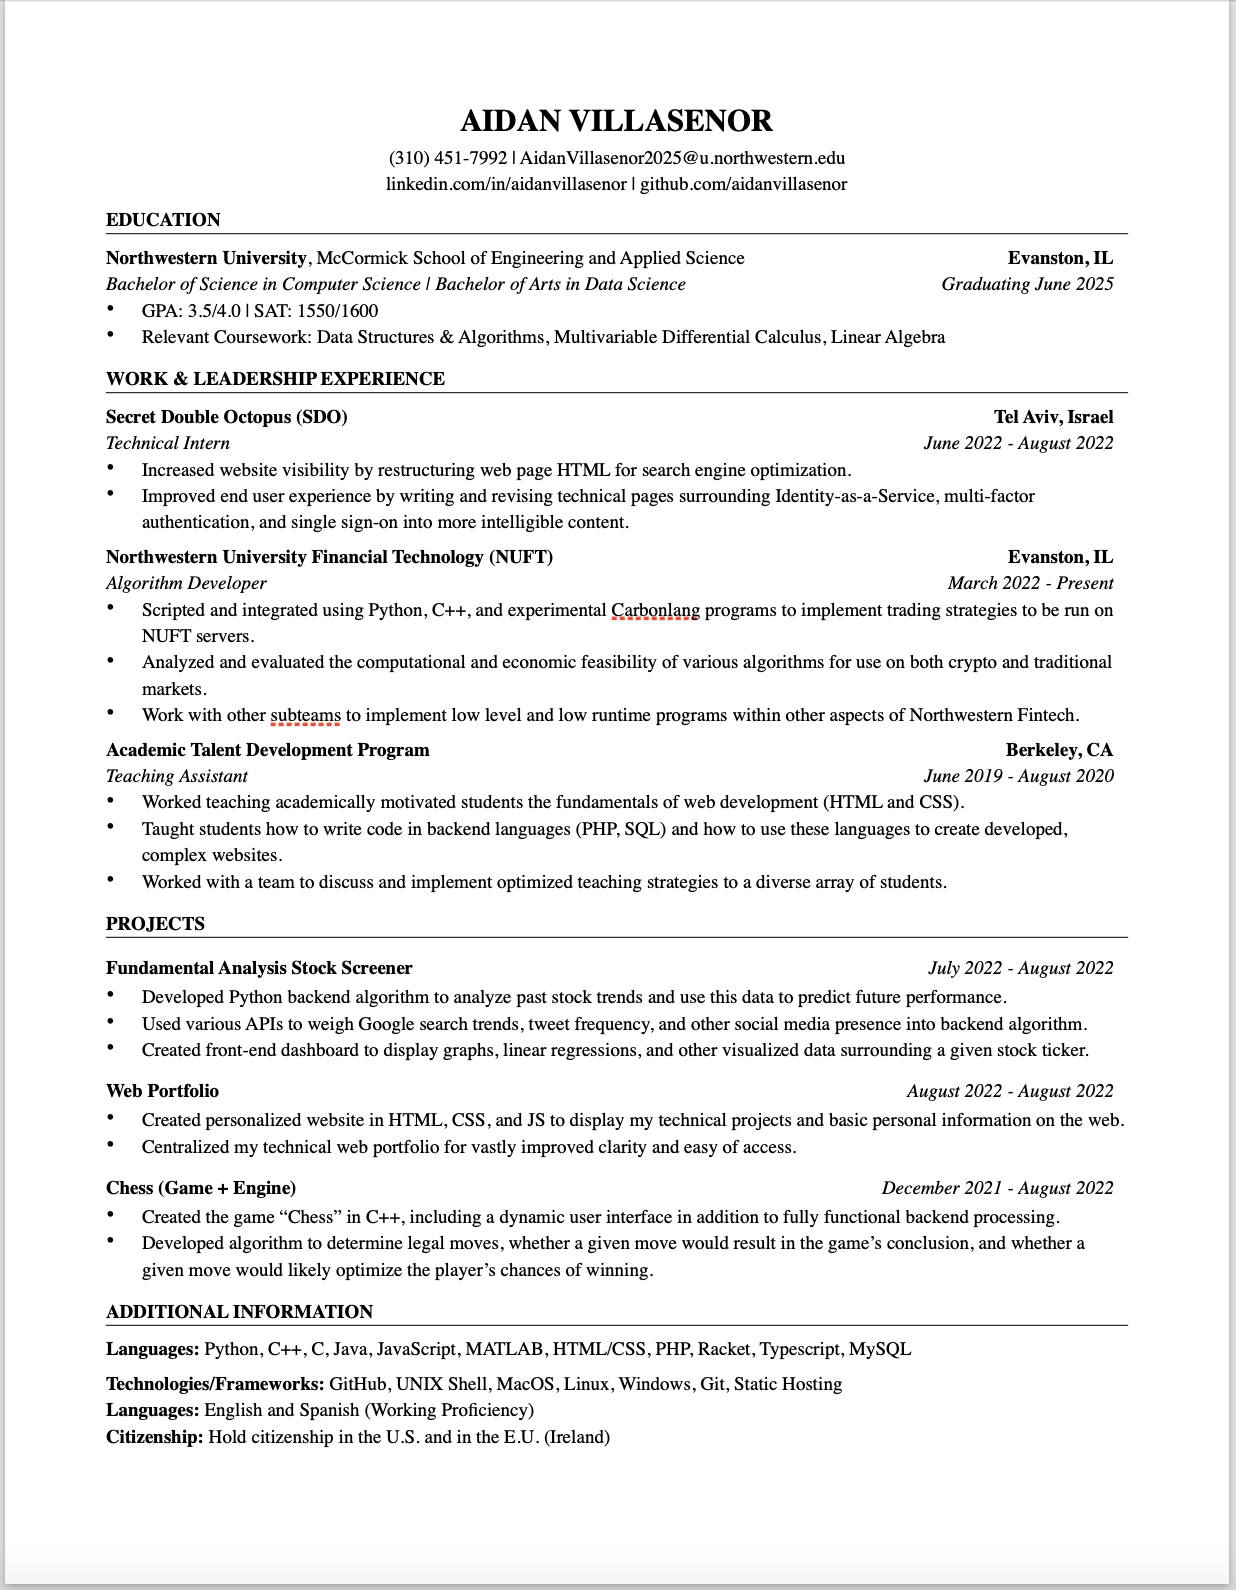 AIDAN VILLASENOR
(310) 451-7992 | AidanVillasenor2025@u.northwestern.edu
linkedin.com/in/aidanvillasenor | github.com/aidanvillasenor
EDUCATION
Northwestern University, McCormick School of Engineering and Applied Science Evanston, IL
Bachelor of Science in Computer Science | Bachelor of Arts in Data Science Graduating June 2025
• GPA: 3.5/4.0 | SAT: 1550/1600
• Relevant Coursework: Data Structures & Algorithms, Multivariable Differential Calculus, Linear Algebra
WORK & LEADERSHIP EXPERIENCE
Secret Double Octopus (SDO) Tel Aviv, Israel
Technical Intern June 2022 - August 2022
• Increased website visibility by restructuring web page HTML for search engine optimization.
• Improved end user experience by writing and revising technical pages surrounding Identity-as-a-Service, multi-factor
authentication, and single sign-on into more intelligible content.
Northwestern University Financial Technology (NUFT) Evanston, IL
Algorithm Developer March 2022 - Present
• Scripted and integrated using Python, C++, and experimental Carbonlang programs to implement trading strategies to be run on
NUFT servers.
• Analyzed and evaluated the computational and economic feasibility of various algorithms for use on both crypto and traditional
markets.
• Work with other subteams to implement low level and low runtime programs within other aspects of Northwestern Fintech.
Academic Talent Development Program Berkeley, CA
Teaching Assistant June 2019 - August 2020
• Worked teaching academically motivated students the fundamentals of web development (HTML and CSS).
• Taught students how to write code in backend languages (PHP, SQL) and how to use these languages to create developed,
complex websites.
• Worked with a team to discuss and implement optimized teaching strategies to a diverse array of students.
PROJECTS
Fundamental Analysis Stock Screener July 2022 - August 2022
• Developed Python backend algorithm to analyze past stock trends and use this data to predict future performance.
• Used various APIs to weigh Google search trends, tweet frequency, and other social media presence into backend algorithm.
• Created front-end dashboard to display graphs, linear regressions, and other visualized data surrounding a given stock ticker.
Web Portfolio August 2022 - August 2022
• Created personalized website in HTML, CSS, and JS to display my technical projects and basic personal information on the web.
• Centralized my technical web portfolio for vastly improved clarity and easy of access.
Chess (Game + Engine) December 2021 - August 2022
• Created the game “Chess” in C++, including a dynamic user interface in addition to fully functional backend processing.
• Developed algorithm to determine legal moves, whether a given move would result in the game’s conclusion, and whether a
given move would likely optimize the player’s chances of winning.
ADDITIONAL INFORMATION
Languages: Python, C++, C, Java, JavaScript, MATLAB, HTML/CSS, PHP, Racket, Typescript, MySQL
Technologies/Frameworks: GitHub, UNIX Shell, MacOS, Linux, Windows, Git, Static Hosting
Languages: English and Spanish (Working Proficiency)
Citizenship: Hold citizenship in the U.S. and in the E.U. (Ireland)